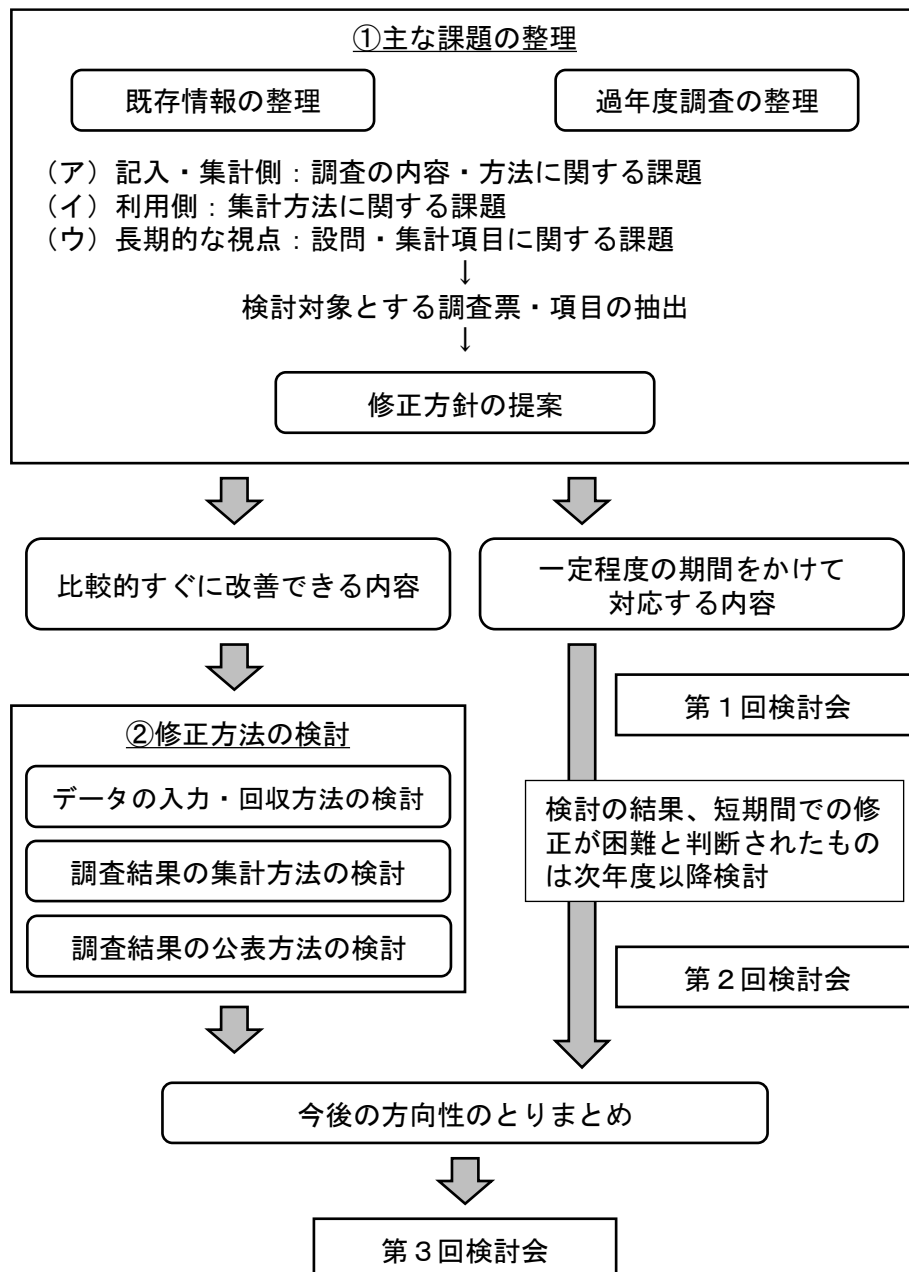 ①主な課題の整理
既存情報の整理
過年度調査の整理
（ア）記入・集計側：調査の内容・方法に関する課題
（イ）利用側：集計方法に関する課題
（ウ）長期的な視点：設問・集計項目に関する課題
↓
検討対象とする調査票・項目の抽出
↓
修正方針の提案
比較的すぐに改善できる内容
一定程度の期間をかけて
対応する内容
第１回検討会
②修正方法の検討
データの入力・回収方法の検討
調査結果の集計方法の検討
調査結果の公表方法の検討
検討の結果、短期間での修
正が困難と判断されたもの
は次年度以降検討
第２回検討会
今後の方向性のとりまとめ
第３回検討会